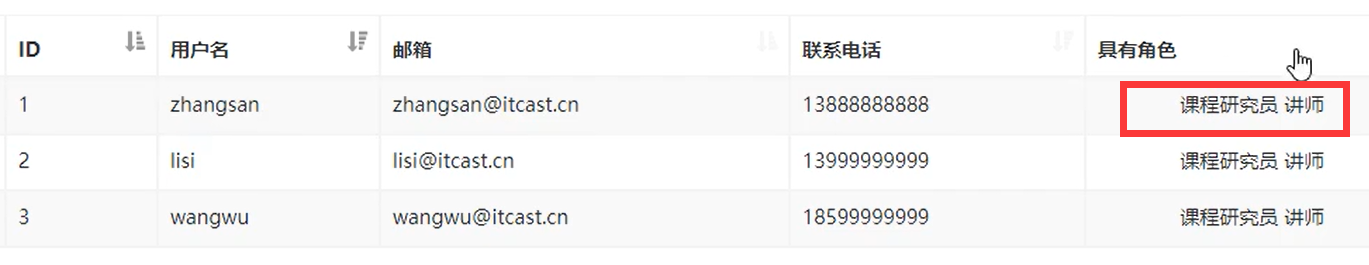 ID 用户名 邮箱 联系电话 具有角色
1 zhangsan zhangsan@itcast.cn 13888888888 课程研究员 讲师
2 lisi lisi@itcast.cn 13999999999 课程研究员 讲师
3 wangwu wangwu@itcast.cn 18599999999 课程研究员 讲师